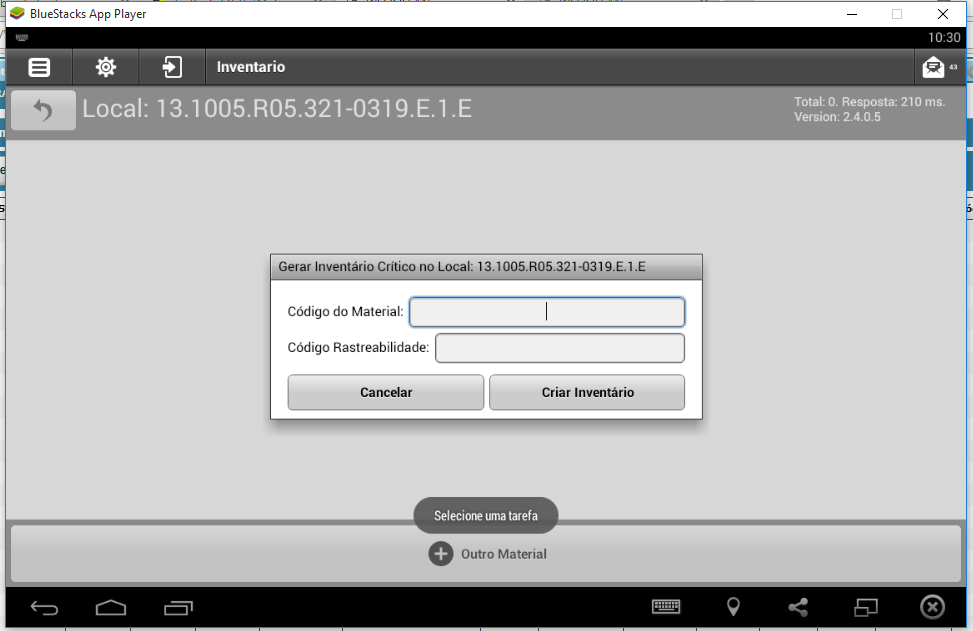 BlueStacks App Player
10:30
Inventario
43
Local: 13.1005.R05.321-0319.E.1.E
Total: 0. Resposta: 210 ms.
Version: 2.4.0.5
Gerar Inventário Crítico no Local: 13.1005.R05.321-0319.E.1.E
Código do Material:
Código Rastreabilidade:
Cancelar
Criar Inventário
Selecione uma tarefa
Outro Material